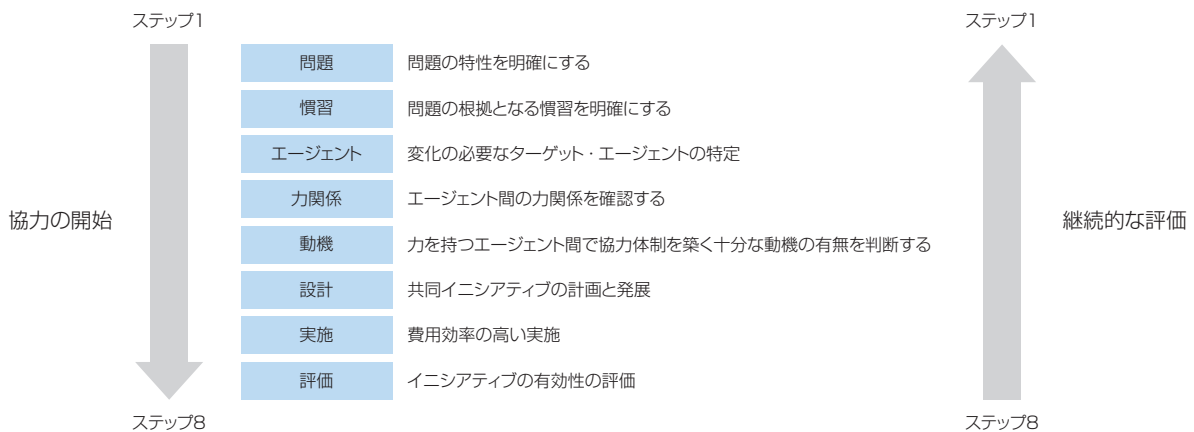 ステップ1
ステップ1
問題 問題の特性を明確にする
慣習 問題の根拠となる慣習を明確にする
エージェント 変化の必要なターゲット・エージェントの特定
力関係 エージェント間の力関係を確認する
協力の開始
継続的な評価
動機 力を持つエージェント間で協力体制を築く十分な動機の有無を判断する
設計 共同イニシアティブの計画と発展
実施 費用効率の高い実施
評価 イニシアティブの有効性の評価
ステップ8
ステップ8